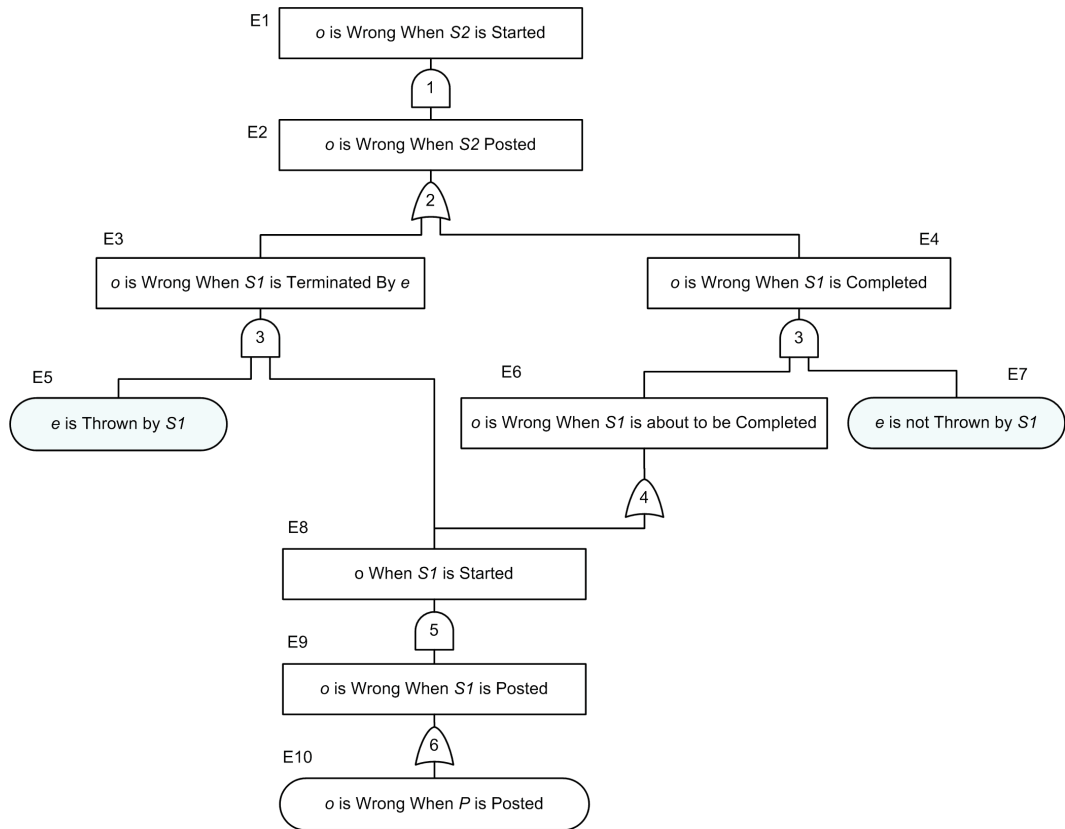 E1
o is Wrong When S2 is Started
1
E2
o is Wrong When S2 Posted
2
E3
E4
o is Wrong When S1 is Terminated By e
o is Wrong When S1 is Completed
3
3
E5
E6
E7
e is Thrown by S1
o is Wrong When S1 is about to be Completed
e is not Thrown by S1
4
E8
o When S1 is Started
5
E9
o is Wrong When S1 is Posted
6
E10
o is Wrong When P is Posted